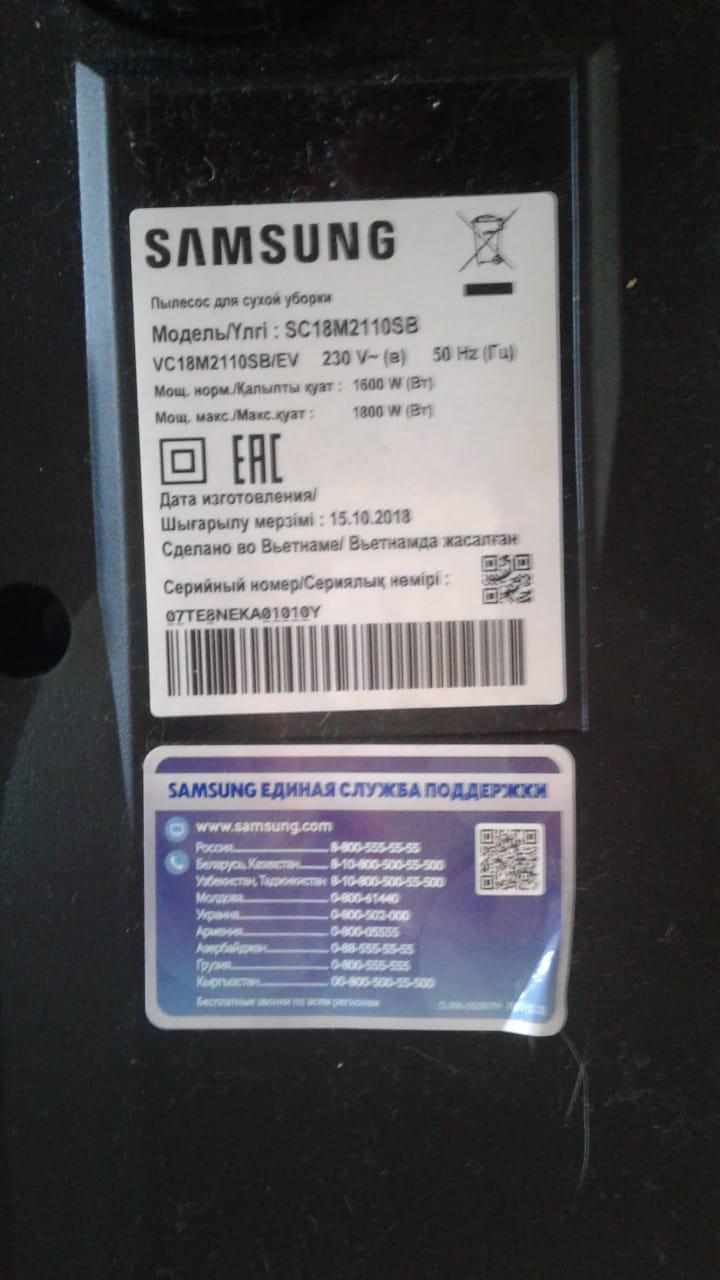 SAMSUNG
Пылесос для сухой уборки
Модель/Үлгі : SC18M2110SB
VC18M2110SB/EV 230 V~ (в) 50 Hz (Гц)
Мощ. норм./Қалыпты қуат : 1600 W (Вт)
Мощ. макс./Макс.қуат : 1800 W (Вт)
EAC
Дата изготовления/
Шығарылу мерзімі : 15.10.2018
Сделано во Вьетнаме/ Вьетнамда жасалған
Серийный номер/Сериялық нөмірі :
07TE8NEKA01010Y
SAMSUNG ЕДИНАЯ СЛУЖБА ПОДДЕРЖКИ
www.samsung.com
Россия 8-800-555-55-55
Беларусь, Казахстан 8-10-800-500-55-500
Узбекистан, Таджикистан 8-10-800-500-55-500
Молдова 0-800-61440
Украина 0-800-502-000
Армения 0-800-05555
Азербайджан 0-88-555-55-55
Грузия 0-800-555-555
Кыргызстан 00-800-500-55-500
Бесплатные звонки по всем регионам